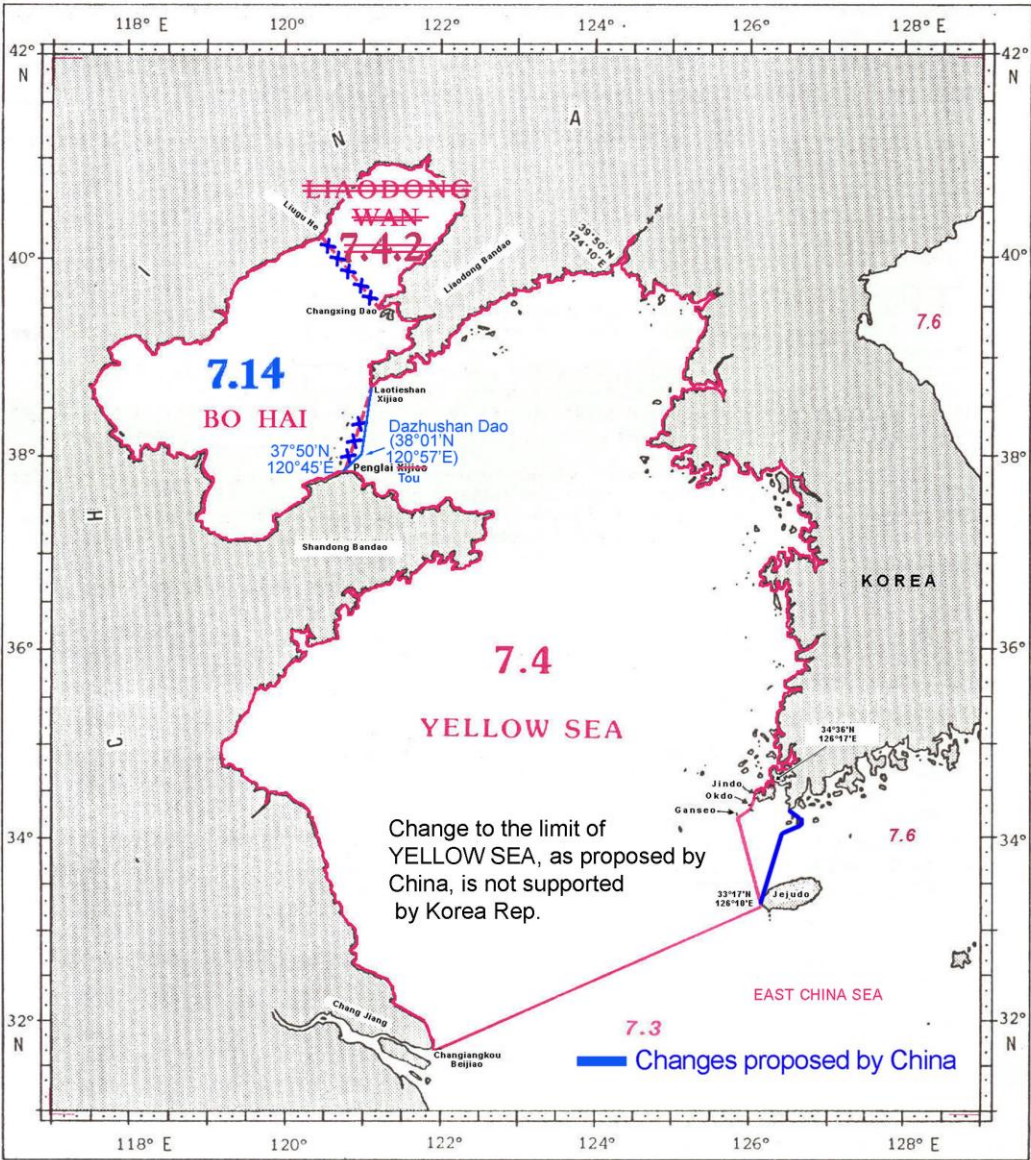 118° E
120°
122°
124°
126°
128° E
42°
N
42°
N
A
N
I
H
C
LIAODONG
WAN
7.4.2
Liugu He
Liaodong Bandao
39°50'N
124°10'E
40°
40°
Changxing Dao
7.6
7.14
BO HAI
Laotieshan
Xijiao
Dazhushan Dao
(38°01'N
120°57'E)
37°50'N
120°45'E
Penglai Xijiao
Tou
38°
38°
Shandong Bandao
KOREA
36°
36°
7.4
YELLOW SEA
34°36'N
126°17'E
Jindo
Okdo
Ganseo
34°
34°
7.6
Change to the limit of
YELLOW SEA, as proposed by
China, is not supported
by Korea Rep.
33°17'N
126°10'E
Jejudo
EAST CHINA SEA
Chang Jiang
32°
N
32°
N
7.3
Changjiangkou
Beijiao
Changes proposed by China
118° E
120°
122°
124°
126°
128° E